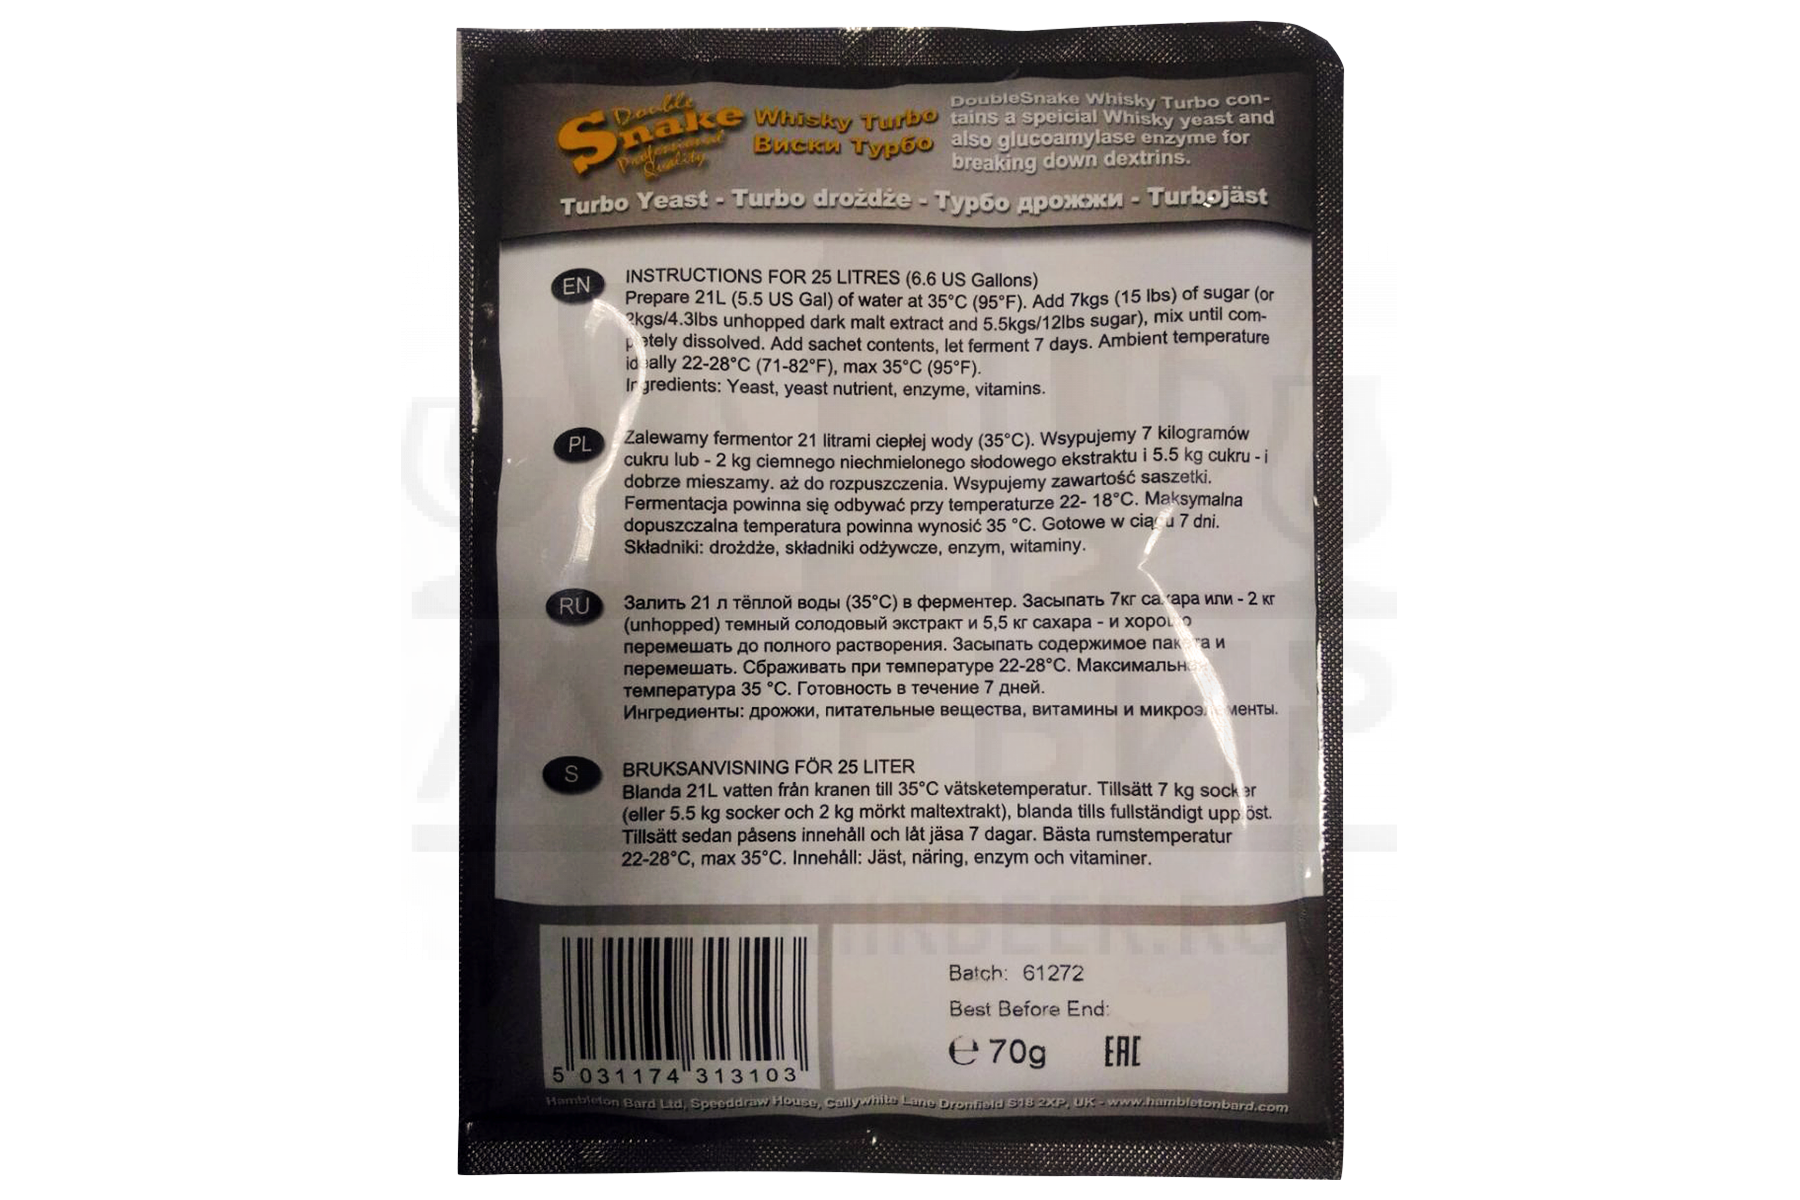 Double
Snake
Professional
Quality
Whisky Turbo
Виски Турбо
DoubleSnake Whisky Turbo con-
tains a speicial Whisky yeast and
also glucoamylase enzyme for
breaking down dextrins.
Turbo Yeast - Turbo drożdże - Турбо дрожжи - Turbojäst
EN
INSTRUCTIONS FOR 25 LITRES (6.6 US Gallons)
Prepare 21L (5.5 US Gal) of water at 35°C (95°F). Add 7kgs (15 lbs) of sugar (or
2kgs/4.3lbs unhopped dark malt extract and 5.5kgs/12lbs sugar), mix until com-
pletely dissolved. Add sachet contents, let ferment 7 days. Ambient temperature
ideally 22-28°C (71-82°F), max 35°C (95°F).
Ingredients: Yeast, yeast nutrient, enzyme, vitamins.
PL
Zalewamy fermentor 21 litrami ciepłej wody (35°C). Wsypujemy 7 kilogramów
cukru lub - 2 kg ciemnego niechmielonego słodowego ekstraktu i 5.5 kg cukru - i
dobrze mieszamy. aż do rozpuszczenia. Wsypujemy zawartość saszetki.
Fermentacja powinna się odbywać przy temperaturze 22- 18°C. Maksymalna
dopuszczalna temperatura powinna wynosić 35 °C. Gotowe w ciągu 7 dni.
Składniki: drożdże, składniki odżywcze, enzym, witaminy.
RU
Залить 21 л тёплой воды (35°C) в ферментер. Засыпать 7кг сахара или - 2 кг
(unhopped) темный солодовый экстракт и 5,5 кг сахара - и хорошо
перемешать до полного растворения. Засыпать содержимое пакета и
перемешать. Сбраживать при температуре 22-28°C. Максимальная
температура 35 °C. Готовность в течение 7 дней.
Ингредиенты: дрожжи, питательные вещества, витамины и микроэлементы.
S
BRUKSANVISNING FÖR 25 LITER
Blanda 21L vatten från kranen till 35°C vätsketemperatur. Tillsätt 7 kg socker
(eller 5.5 kg socker och 2 kg mörkt maltextrakt), blanda tills fullständigt upplöst.
Tillsätt sedan påsens innehåll och låt jäsa 7 dagar. Bästa rumstemperatur
22-28°C, max 35°C. Innehåll: Jäst, näring, enzym och vitaminer.
Batch: 61272
Best Before End:
℮ 70g EAC
5 031174 313103
Hambleton Bard Ltd, Speeddraw House, Callywhite Lane Dronfield S18 2XP, UK - www.hambletonbard.com